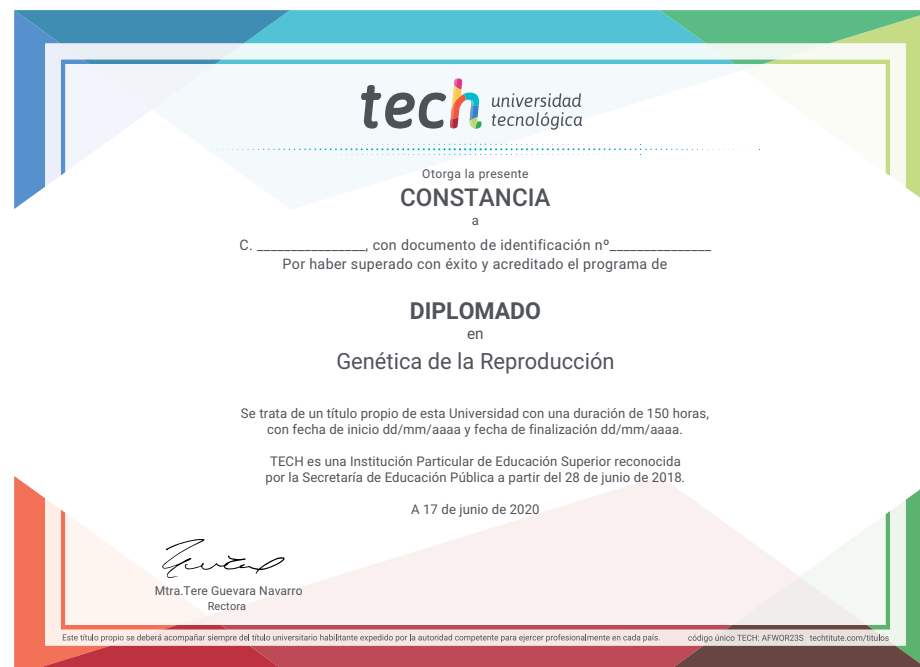 tech universidad
tecnológica
Otorga la presente
CONSTANCIA
a
C. ________________, con documento de identificación nº_______________
Por haber superado con éxito y acreditado el programa de
DIPLOMADO
en
Genética de la Reproducción
Se trata de un título propio de esta Universidad con una duración de 150 horas,
con fecha de inicio dd/mm/aaaa y fecha de finalización dd/mm/aaaa.
TECH es una Institución Particular de Educación Superior reconocida
por la Secretaría de Educación Pública a partir del 28 de junio de 2018.
A 17 de junio de 2020
Mtra.Tere Guevara Navarro
Rectora
Este título propio se deberá acompañar siempre del título universitario habilitante expedido por la autoridad competente para ejercer profesionalmente en cada país. código único TECH: AFWOR23S techtitute.com/titulos